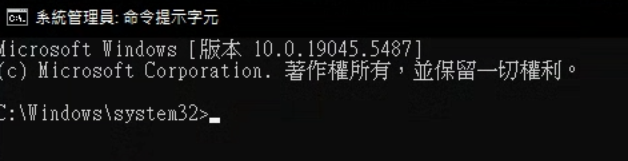 C:\. 系統管理員: 命令提示字元
Microsoft Windows [版本 10.0.19045.5487]
(c) Microsoft Corporation. 著作權所有，並保留一切權利。
C:\Windows\system32>